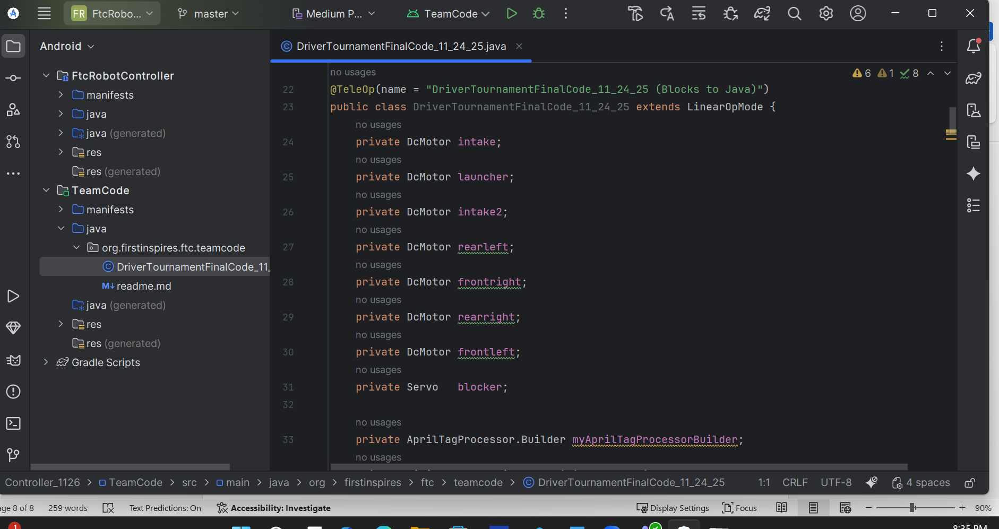 FR FtcRobo... master Medium P... TeamCode
Android
FtcRobotController
manifests
java
java (generated)
res
res (generated)
TeamCode
manifests
java
org.firstinspires.ftc.teamcode
DriverTournamentFinalCode_11_
M↓ readme.md
java (generated)
res
res (generated)
Gradle Scripts
DriverTournamentFinalCode_11_24_25.java
6 1 8
no usages
22 @TeleOp(name = "DriverTournamentFinalCode_11_24_25 (Blocks to Java)")
23 public class DriverTournamentFinalCode_11_24_25 extends LinearOpMode {
no usages
24 private DcMotor intake;
no usages
25 private DcMotor launcher;
no usages
26 private DcMotor intake2;
no usages
27 private DcMotor rearleft;
no usages
28 private DcMotor frontright;
no usages
29 private DcMotor rearright;
no usages
30 private DcMotor frontleft;
no usages
31 private Servo   blocker;
32
no usages
33 private AprilTagProcessor.Builder myAprilTagProcessorBuilder;
no usages
Controller_1126 > TeamCode > src > main > java > org > firstinspires > ftc > teamcode > DriverTournamentFinalCode_11_24_25 1:1 CRLF UTF-8 4 spaces
age 8 of 8 259 words Text Predictions: On Accessibility: Investigate Display Settings Focus 90%
1 8:35 PM